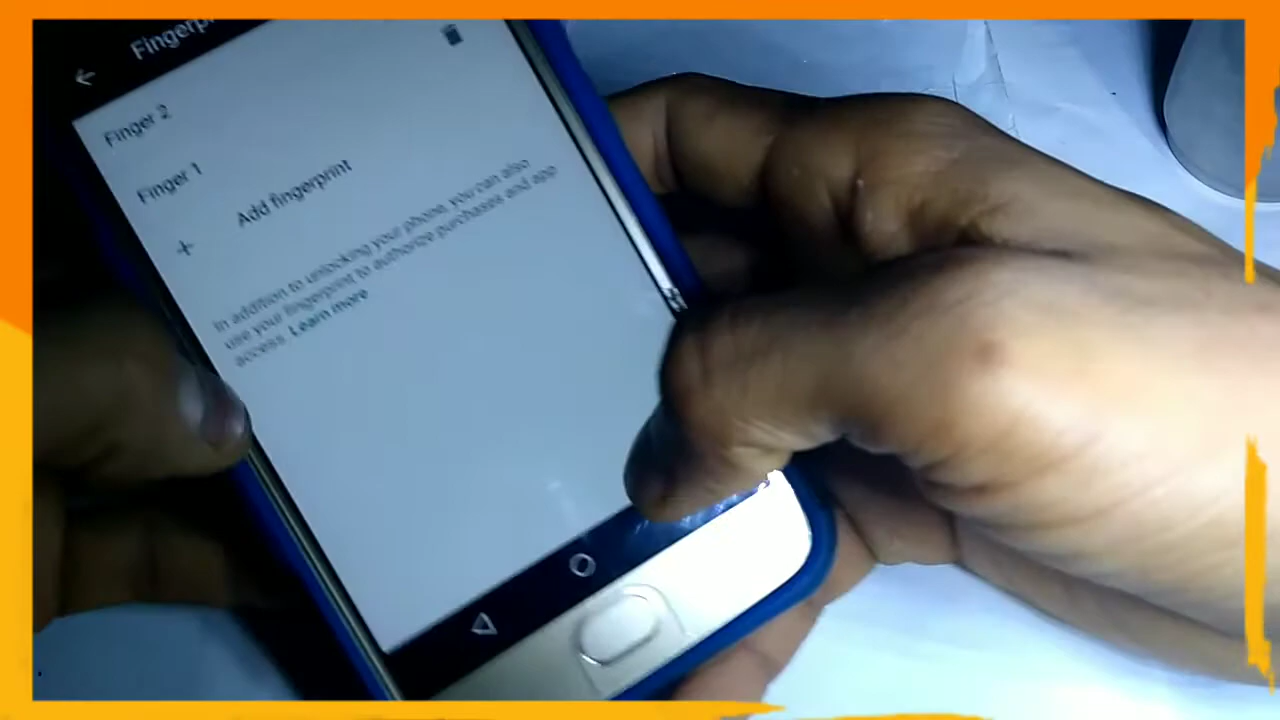 Finger 2
Finger 1
+ Add fingerprint
In addition to unlocking your phone, you can also
use your fingerprint to authorize purchases and app
access. Learn more